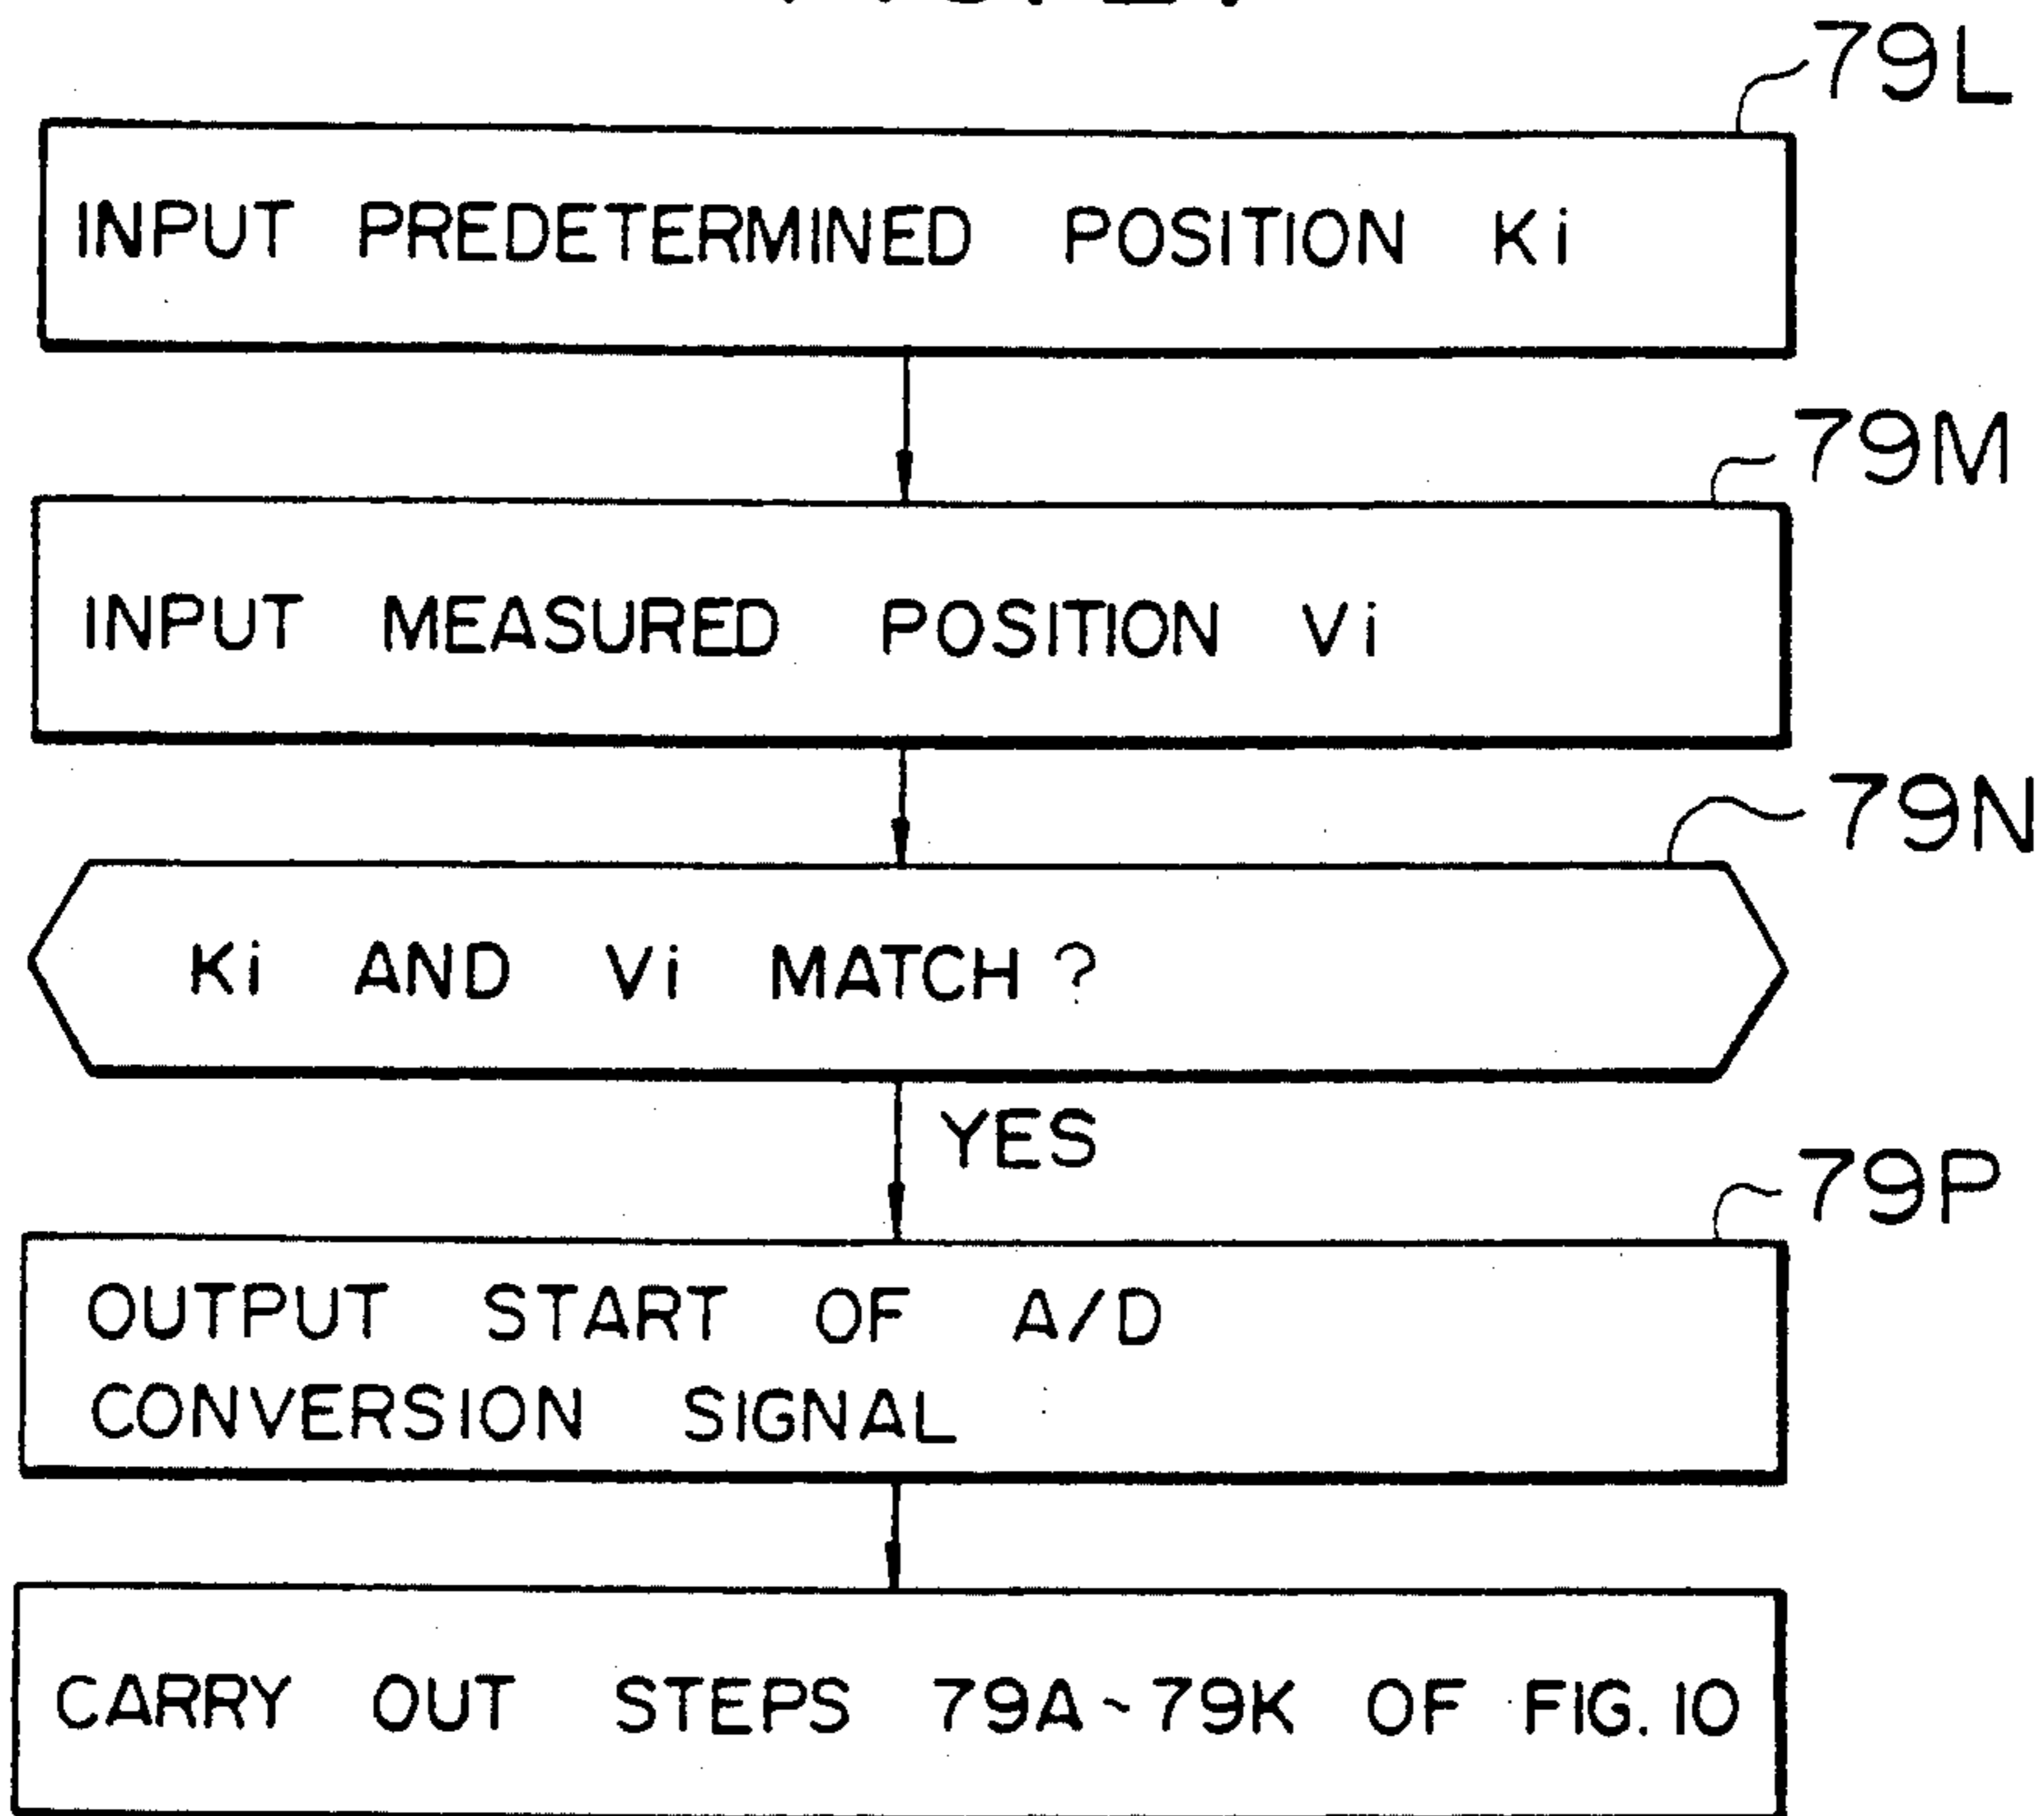 79L
INPUT PREDETERMINED POSITION Ki
79M
INPUT MEASURED POSITION Vi
79N
Ki AND Vi MATCH?
YES
79P
OUTPUT START OF A/D
CONVERSION SIGNAL
CARRY OUT STEPS 79A~79K OF FIG. 10